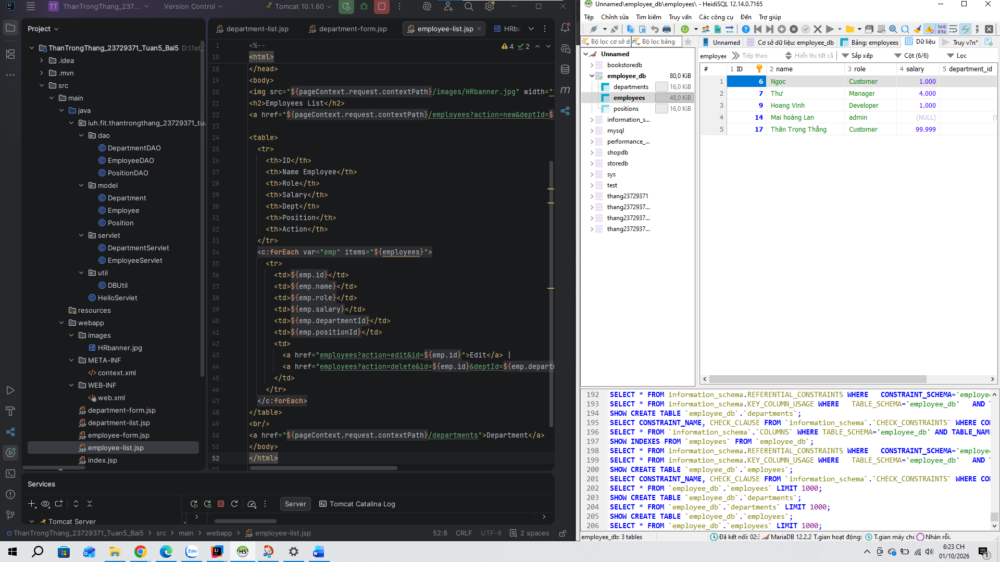 TT ThanTrongThang_237... Version Control
Tomcat 10.1.60
Project
ThanTrongThang_23729371_Tuan5_Bai5 D:\1st_
.idea
.mvn
src
main
java
iuh.fit.thantrongthang_23729371_tua
dao
DepartmentDAO
EmployeeDAO
PositionDAO
model
Department
Employee
Position
servlet
DepartmentServlet
EmployeeServlet
util
DBUtil
HelloServlet
resources
webapp
images
HRbanner.jpg
META-INF
context.xml
WEB-INF
web.xml
department-form.jsp
department-list.jsp
employee-form.jsp
employee-list.jsp
index.jsp
department-list.jsp department-form.jsp employee-list.jsp HRba
4 2
1 <%--
10 <html>
18 </head>
19 <body>
20 <img src="${pageContext.request.contextPath}/images/HRbanner.jpg" width="
21 <h2>Employees List</h2>
22 <a href="${pageContext.request.contextPath}/employees?action=new&deptId=$
23
24 <table>
25 <tr>
26 <th>ID</th>
27 <th>Name Employee</th>
28 <th>Role</th>
29 <th>Salary</th>
30 <th>Dept</th>
31 <th>Position</th>
32 <th>Action</th>
33 </tr>
34 <c:forEach var="emp" items="${employees}">
35 <tr>
36 <td>${emp.id}</td>
37 <td>${emp.name}</td>
38 <td>${emp.role}</td>
39 <td>${emp.salary}</td>
40 <td>${emp.departmentId}</td>
41 <td>${emp.positionId}</td>
42 <td>
43 <a href="employees?action=edit&id=${emp.id}">Edit</a> |
44 <a href="employees?action=delete&id=${emp.id}&deptId=${emp.depart
45 </td>
46 </tr>
47 </c:forEach>
48 </table>
49 <br/>
50 <a href="${pageContext.request.contextPath}/departments">Department</a>
51 </body>
52 </html>
53
Services
Server Tomcat Catalina Log
Tomcat Server
ThanTrongThang_23729371_Tuan5_Bai5 > src > main > webapp > employee-list.jsp 52:8 CRLF UTF-8 2 spaces
Unnamed\employee_db\employees\ - HeidiSQL 12.14.0.7165
Tệp Chỉnh sửa Tìm kiếm Truy vấn Các công cụ Đến Trợ giúp
Bộ lọc cơ sở d Bộ lọc bảng
Unnamed
bookstoredb
employee_db 80,0 KiB
departments 16,0 KiB
employees 48,0 KiB
positions 16,0 KiB
information_s...
mysql
performance_...
shopdb
storedb
sys
test
thang23729371
thang2372937...
thang2372937...
thang2372937...
Unnamed Cơ sở dữ liệu: employee_db Bảng: employees Dữ liệu Truy v?n*
employee Tiếp theo Hiển thị tất cả Sắp xếp Cột (6/6) Lọc
# 1 ID 2 name 3 role 4 salary 5 department_id
1 6 Ngọc Customer 1.000
2 7 Thư Manager 4.000
3 9 Hoang Vinh Developer 1.000
4 14 Mai hoàng Lan admin (NULL)
5 17 Thân Trọng Thắng Customer 99.999
192 SELECT * FROM information_schema.REFERENTIAL_CONSTRAINTS WHERE CONSTRAINT_SCHEMA='employee
193 SELECT * FROM information_schema.KEY_COLUMN_USAGE WHERE TABLE_SCHEMA='employee_db' AND T
194 SHOW CREATE TABLE `employee_db`.`departments`;
195 SELECT CONSTRAINT_NAME, CHECK_CLAUSE FROM `information_schema`.`CHECK_CONSTRAINTS` WHERE CON
196 SELECT * FROM `information_schema`.`COLUMNS` WHERE TABLE_SCHEMA='employee_db' AND TABLE_NAM
197 SHOW INDEXES FROM `employees` FROM `employee_db`;
198 SELECT * FROM information_schema.REFERENTIAL_CONSTRAINTS WHERE CONSTRAINT_SCHEMA='employee
199 SELECT * FROM information_schema.KEY_COLUMN_USAGE WHERE TABLE_SCHEMA='employee_db' AND T
200 SHOW CREATE TABLE `employee_db`.`employees`;
201 SELECT CONSTRAINT_NAME, CHECK_CLAUSE FROM `information_schema`.`CHECK_CONSTRAINTS` WHERE CON
202 SELECT * FROM `employee_db`.`employees` LIMIT 1000;
203 SHOW CREATE TABLE `employee_db`.`departments`;
204 SELECT * FROM `employee_db`.`departments` LIMIT 1000;
205 SHOW CREATE TABLE `employee_db`.`employees`;
206 SELECT * FROM `employee_db`.`employees` LIMIT 1000;
employee_db: 3 tables Đã kết nối: 02: MariaDB 12.2.2 T.gian hoạt động: T.gian máy chủ Nhàn rỗi.
6:23 CH
01/10/2026